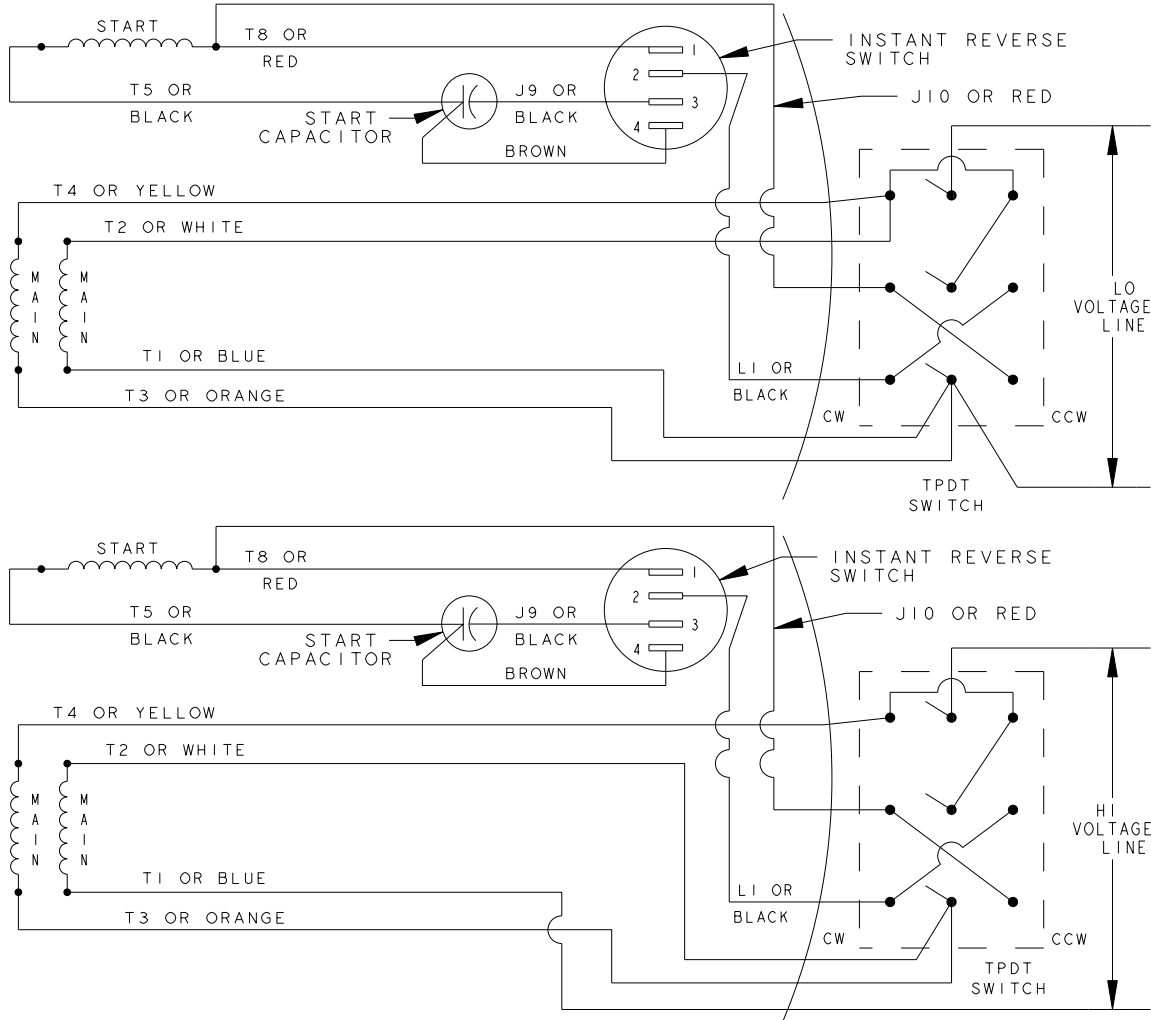 START
T8 OR
RED
INSTANT REVERSE
SWITCH
1
2
3
4
T5 OR
BLACK
START
CAPACITOR
J9 OR
BLACK
BROWN
J10 OR RED
T4 OR YELLOW
T2 OR WHITE
MAIN
MAIN
T1 OR BLUE
T3 OR ORANGE
L1 OR
BLACK
CW
CCW
LO
VOLTAGE
LINE
TPDT
SWITCH
START
T8 OR
RED
INSTANT REVERSE
SWITCH
1
2
3
4
T5 OR
BLACK
START
CAPACITOR
J9 OR
BLACK
BROWN
J10 OR RED
T4 OR YELLOW
T2 OR WHITE
MAIN
MAIN
T1 OR BLUE
T3 OR ORANGE
L1 OR
BLACK
CW
CCW
HI
VOLTAGE
LINE
TPDT
SWITCH